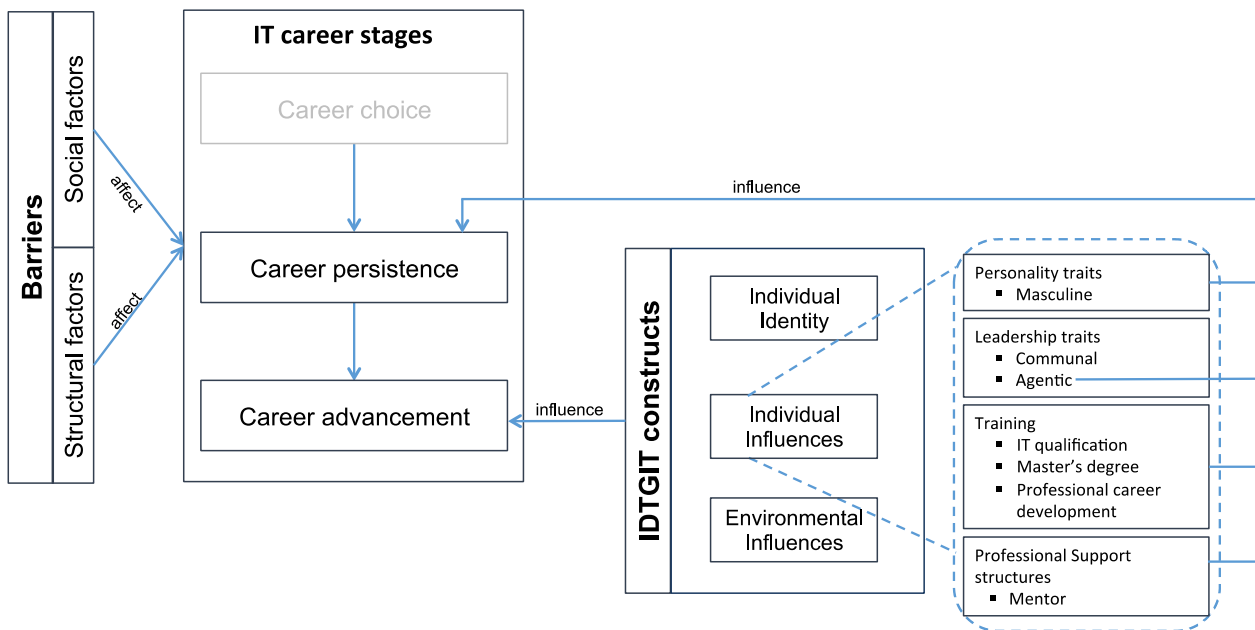 Barriers
Social factors
Structural factors
affect
affect
IT career stages
Career choice
Career persistence
Career advancement
influence
influence
IDTGIT constructs
Individual
Identity
Individual
Influences
Environmental
Influences
Personality traits
▪ Masculine
Leadership traits
▪ Communal
▪ Agentic
Training
▪ IT qualification
▪ Master’s degree
▪ Professional career
development
Professional Support
structures
▪ Mentor